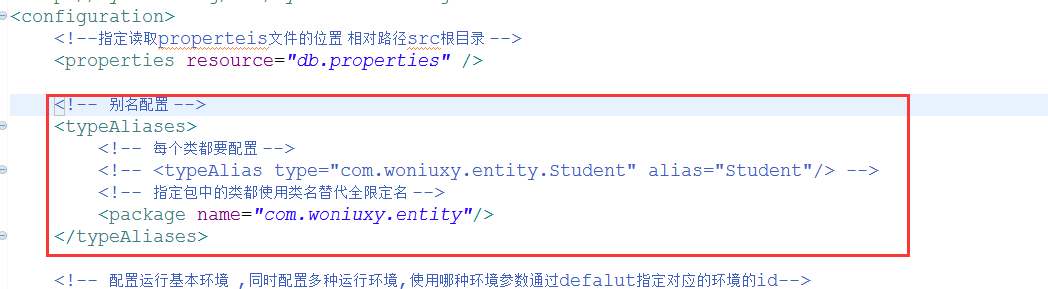 <configuration>
<!--指定读取properteis文件的位置 相对路径src根目录 -->
<properties resource="db.properties" />
<!-- 别名配置 -->
<typeAliases>
<!-- 每个类都要配置 -->
<!-- <typeAlias type="com.woniuxy.entity.Student" alias="Student"/> -->
<!-- 指定包中的类都使用类名替代全限定名 -->
<package name="com.woniuxy.entity"/>
</typeAliases>
<!-- 配置运行基本环境 ,同时配置多种运行环境,使用哪种环境参数通过defalut指定对应的环境的id-->